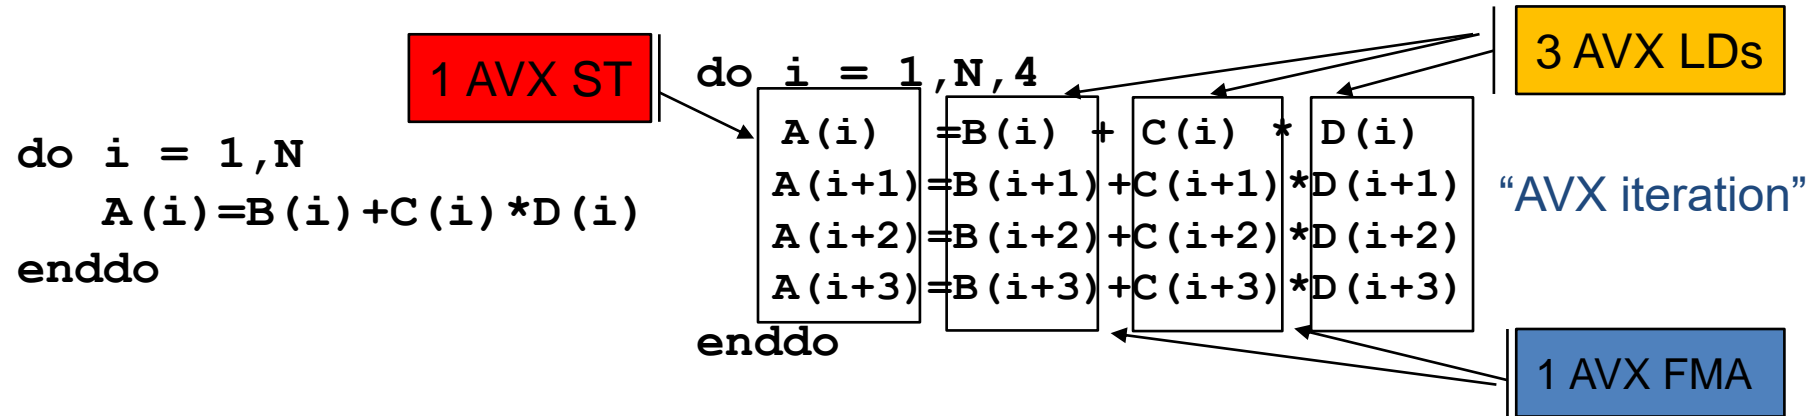 1 AVX ST
3 AVX LDs
do i = 1,N
A(i)=B(i)+C(i)*D(i)
enddo
do i = 1,N,4
A(i) =B(i) + C(i) * D(i)
A(i+1)=B(i+1)+C(i+1)*D(i+1)
A(i+2)=B(i+2)+C(i+2)*D(i+2)
A(i+3)=B(i+3)+C(i+3)*D(i+3)
enddo
“AVX iteration”
1 AVX FMA